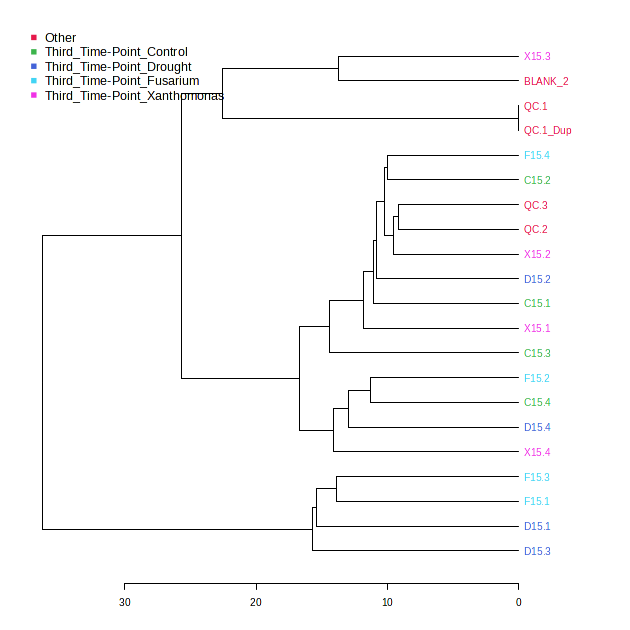 Other
Third_Time-Point_Control
Third_Time-Point_Drought
Third_Time-Point_Fusarium
Third_Time-Point_Xanthomonas
X15.3
BLANK_2
QC.1
QC.1_Dup
F15.4
C15.2
QC.3
QC.2
X15.2
D15.2
C15.1
X15.1
C15.3
F15.2
C15.4
D15.4
X15.4
F15.3
F15.1
D15.1
D15.3
30 20 10 0